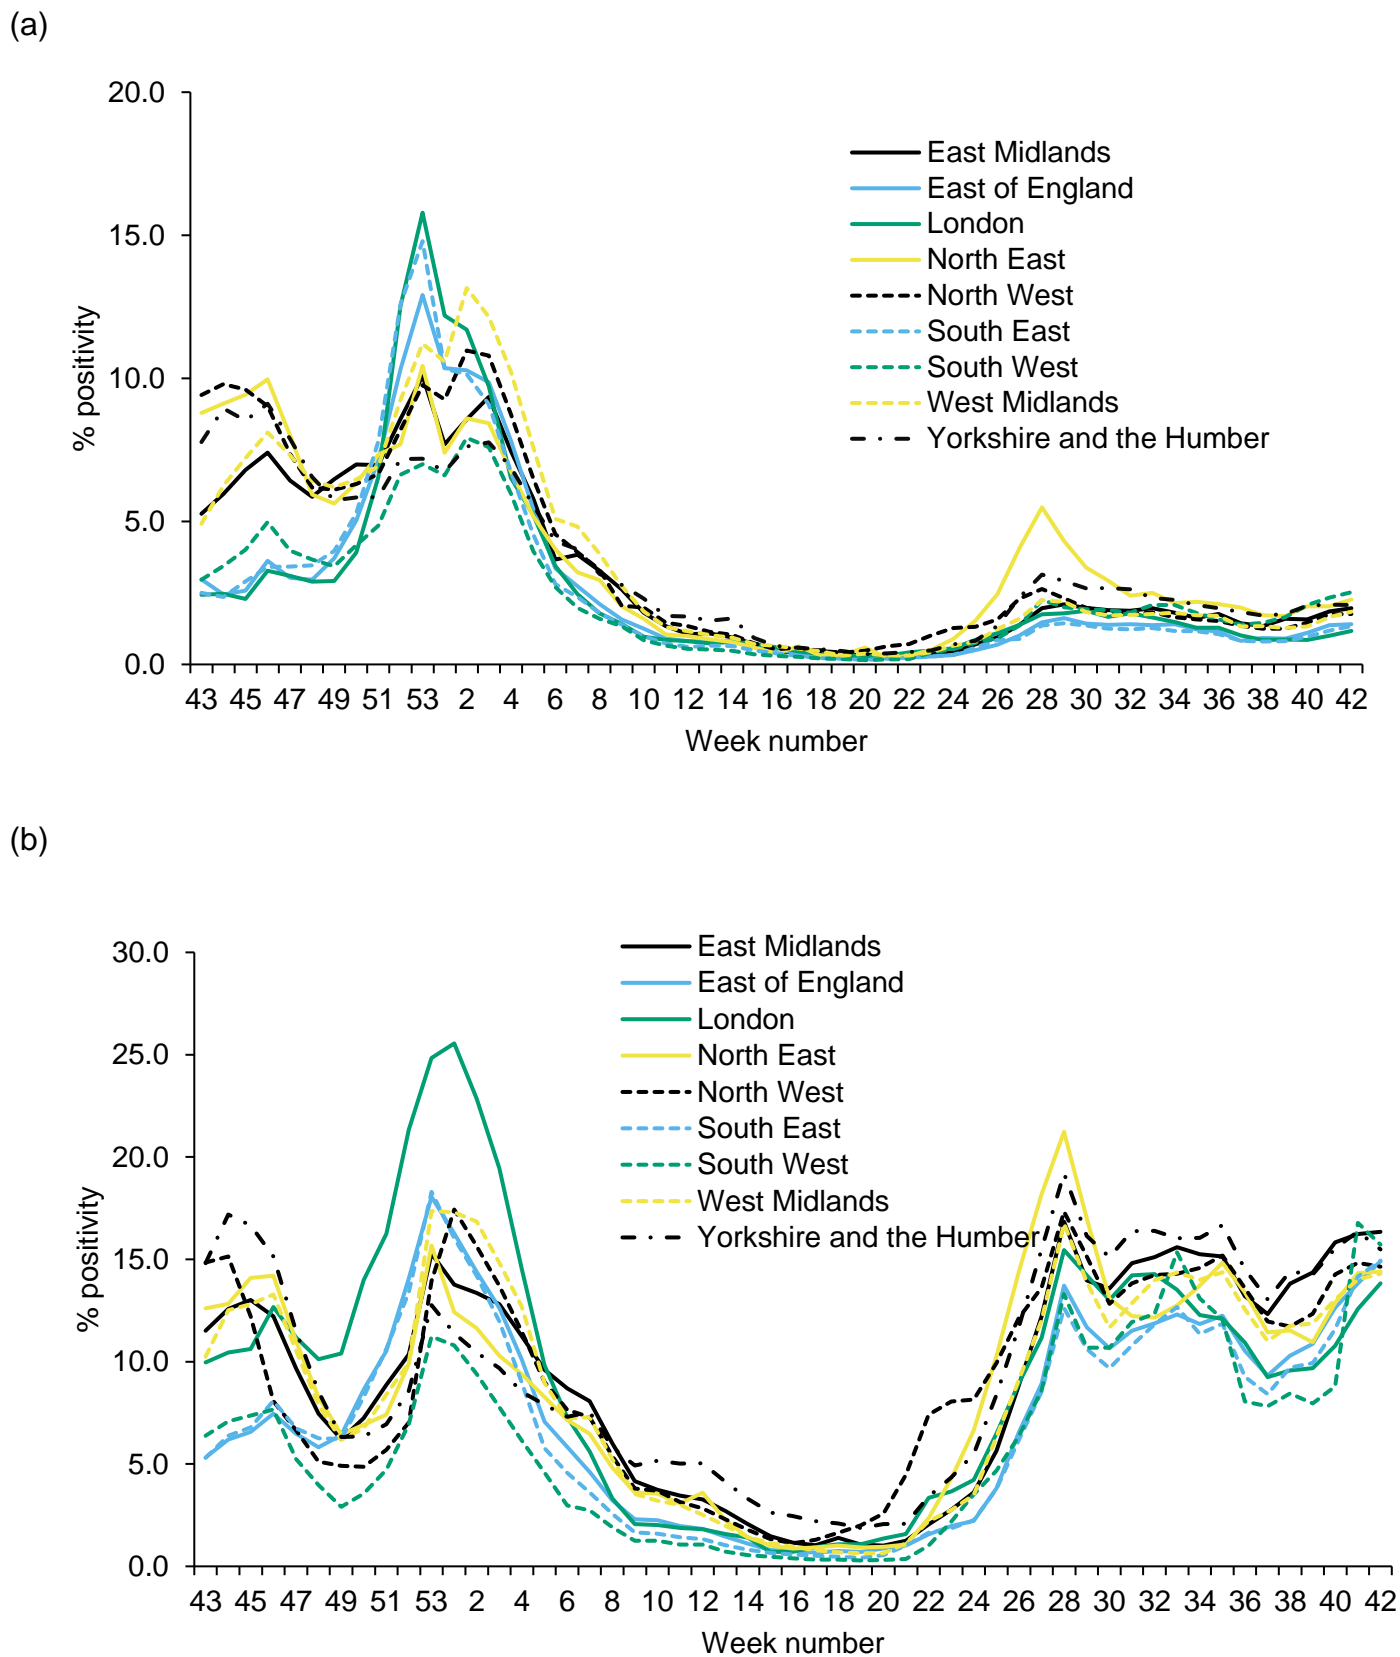 (a)
20.0
15.0
10.0
5.0
0.0
% positivity
East Midlands
East of England
London
North East
North West
South East
South West
West Midlands
Yorkshire and the Humber
43 45 47 49 51 53 2 4 6 8 10 12 14 16 18 20 22 24 26 28 30 32 34 36 38 40 42
Week number
(b)
30.0
25.0
20.0
15.0
10.0
5.0
0.0
% positivity
East Midlands
East of England
London
North East
North West
South East
South West
West Midlands
Yorkshire and the Humber
43 45 47 49 51 53 2 4 6 8 10 12 14 16 18 20 22 24 26 28 30 32 34 36 38 40 42
Week number